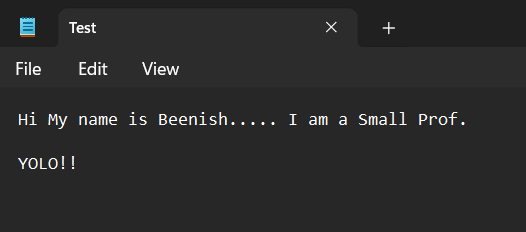 Test
File Edit View
Hi My name is Beenish..... I am a Small Prof.
YOLO!!